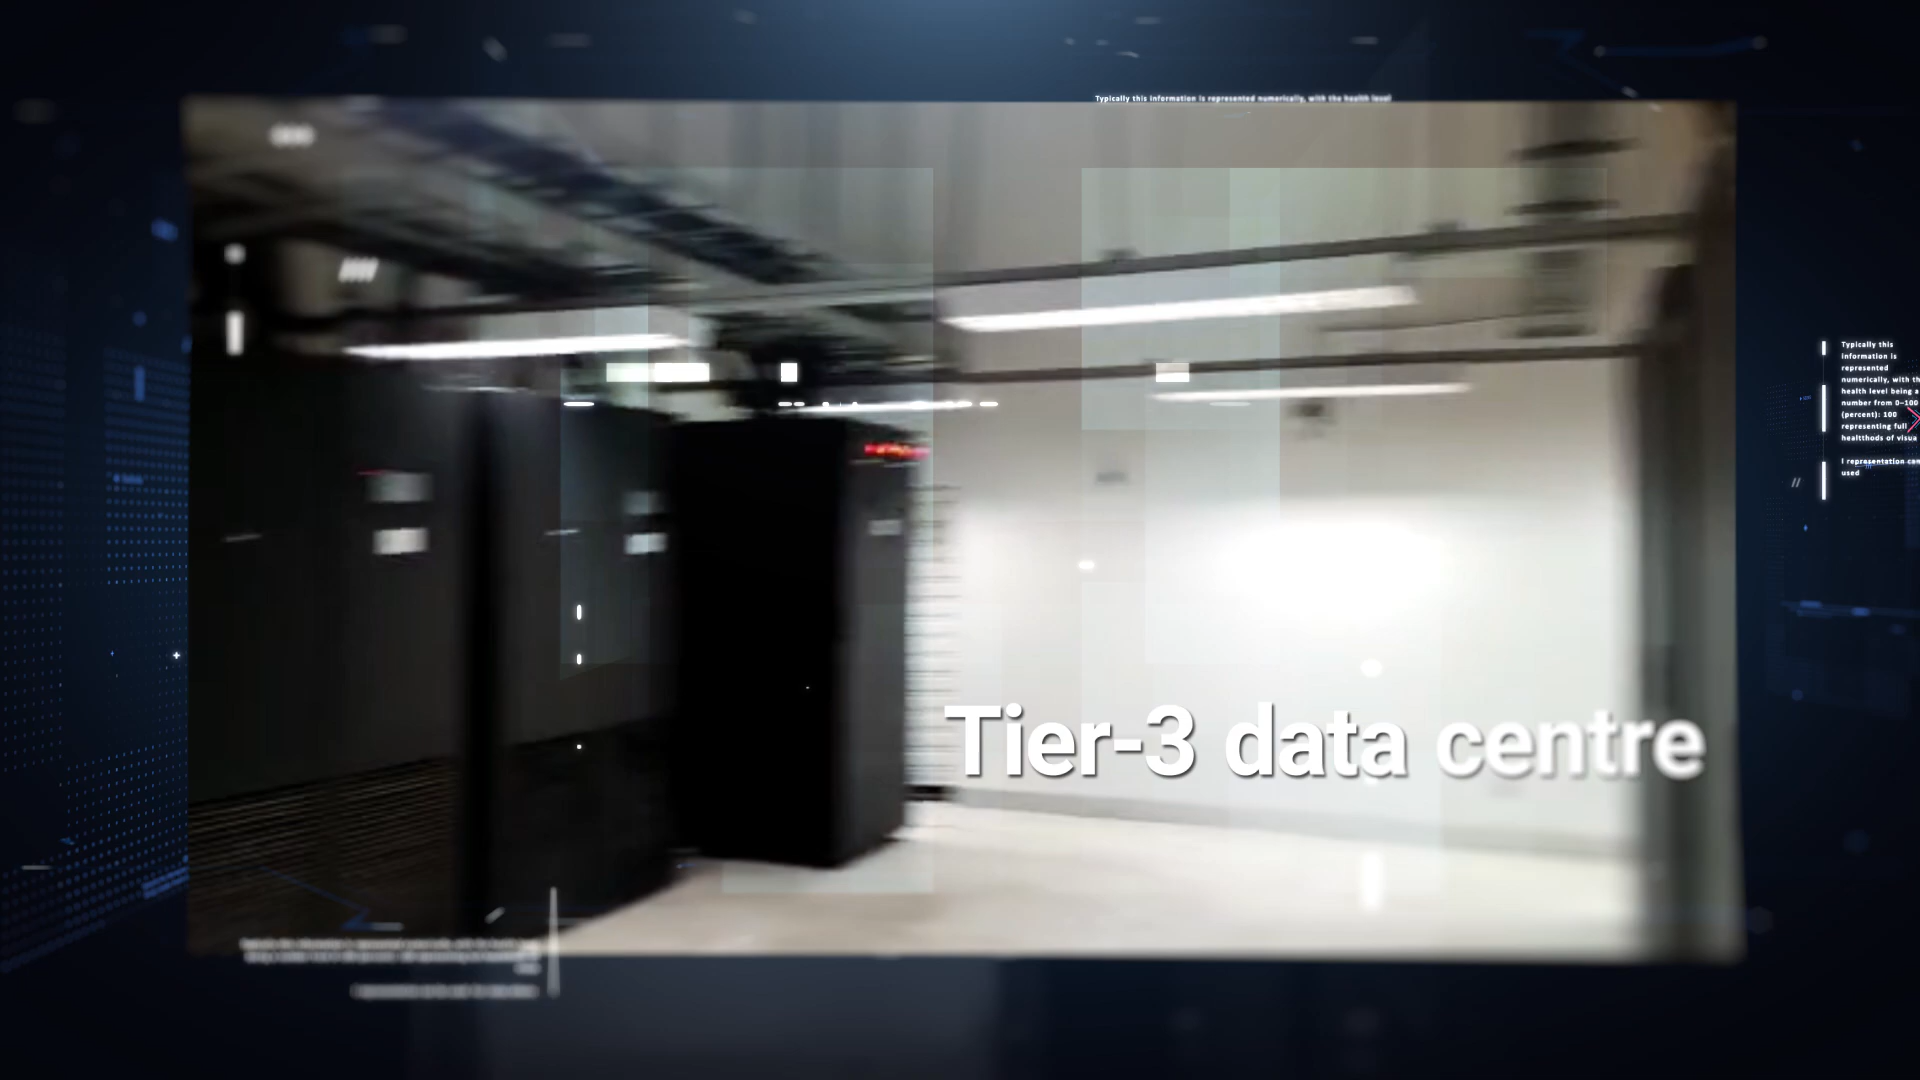 Typically this information is represented numerically, with the health level
Typically this
information is
represented
numerically, with th
health level being a
number from 0–100
(percent): 100
representing full
healthhods of visua
l representation can
used
Tier-3 data centre